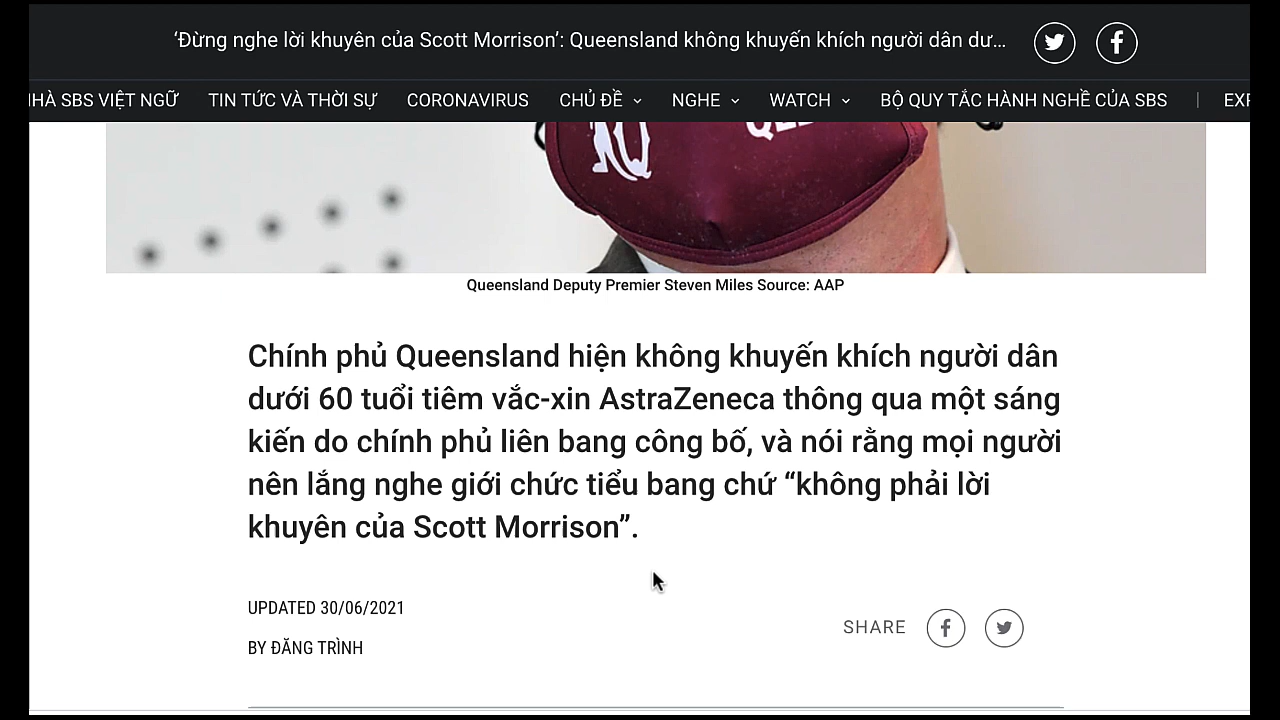 ‘Đừng nghe lời khuyên của Scott Morrison’: Queensland không khuyến khích người dân dư...
HÀ SBS VIỆT NGỮ TIN TỨC VÀ THỜI SỰ CORONAVIRUS CHỦ ĐỀ NGHE WATCH BỘ QUY TẮC HÀNH NGHỀ CỦA SBS | EXP
Queensland Deputy Premier Steven Miles Source: AAP
Chính phủ Queensland hiện không khuyến khích người dân
dưới 60 tuổi tiêm vắc-xin AstraZeneca thông qua một sáng
kiến do chính phủ liên bang công bố, và nói rằng mọi người
nên lắng nghe giới chức tiểu bang chứ “không phải lời
khuyên của Scott Morrison”.
UPDATED 30/06/2021
SHARE
BY ĐĂNG TRÌNH